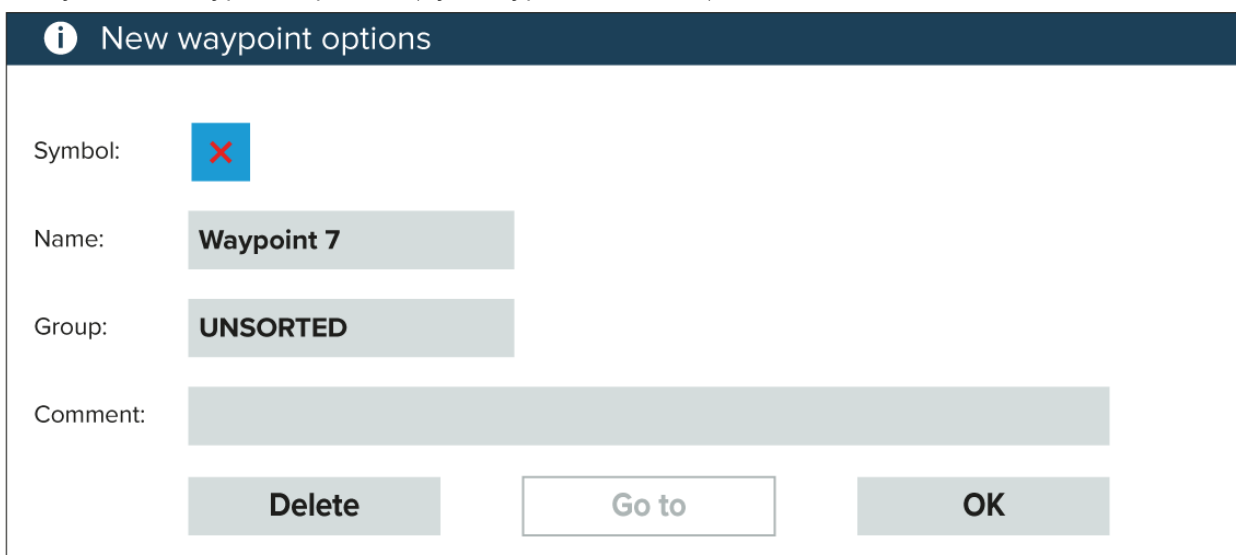 New waypoint options
Symbol:
Name: Waypoint 7
Group: UNSORTED
Comment:
Delete Go to OK